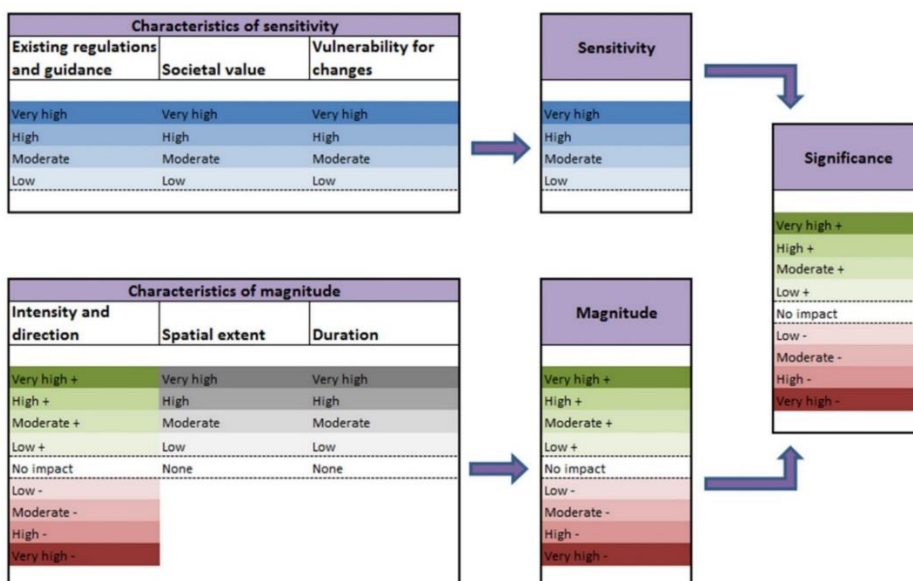 Characteristics of sensitivity
Existing regulations and guidance Societal value Vulnerability for changes
Very high Very high Very high
High High High
Moderate Moderate Moderate
Low Low Low
Sensitivity
Very high
High
Moderate
Low
Characteristics of magnitude
Intensity and direction Spatial extent Duration
Very high + Very high Very high
High + High High
Moderate + Moderate Moderate
Low + Low Low
No impact None None
Low -
Moderate -
High -
Very high -
Magnitude
Very high +
High +
Moderate +
Low +
No impact
Low -
Moderate -
High -
Very high -
Significance
Very high +
High +
Moderate +
Low +
No impact
Low -
Moderate -
High -
Very high -